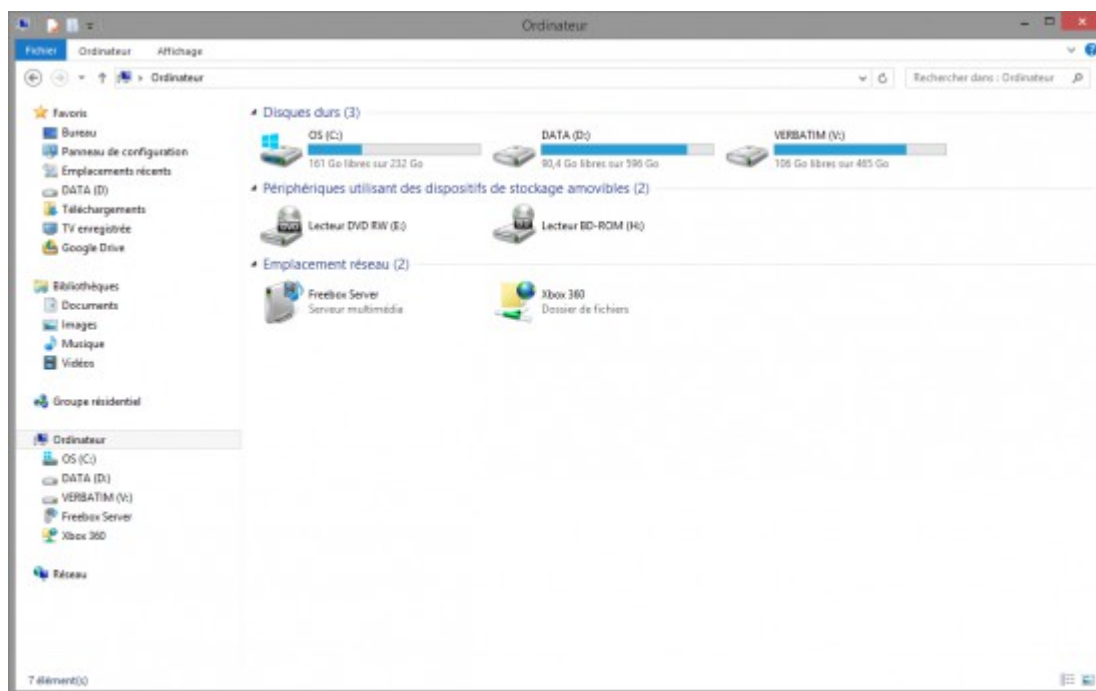 Ordinateur
Fichier Ordinateur Affichage
Ordinateur
Rechercher dans : Ordinateur
Favoris
Bureau
Panneau de configuration
Emplacements récents
DATA (D)
Téléchargements
TV enregistrée
Google Drive
Bibliothèques
Documents
Images
Musique
Vidéos
Groupe résidentiel
Ordinateur
OS (C:)
DATA (D:)
VERBATIM (V:)
Freebox Server
Xbox 360
Réseau
Disques durs (3)
OS (C:)
161 Go libres sur 232 Go
DATA (D:)
90,4 Go libres sur 596 Go
VERBATIM (V:)
106 Go libres sur 465 Go
Périphériques utilisant des dispositifs de stockage amovibles (2)
Lecteur DVD RW (E:)
Lecteur BD-ROM (H:)
Emplacement réseau (2)
Freebox Server
Serveur multimédia
Xbox 360
Dossier de fichiers
7 élément(s)